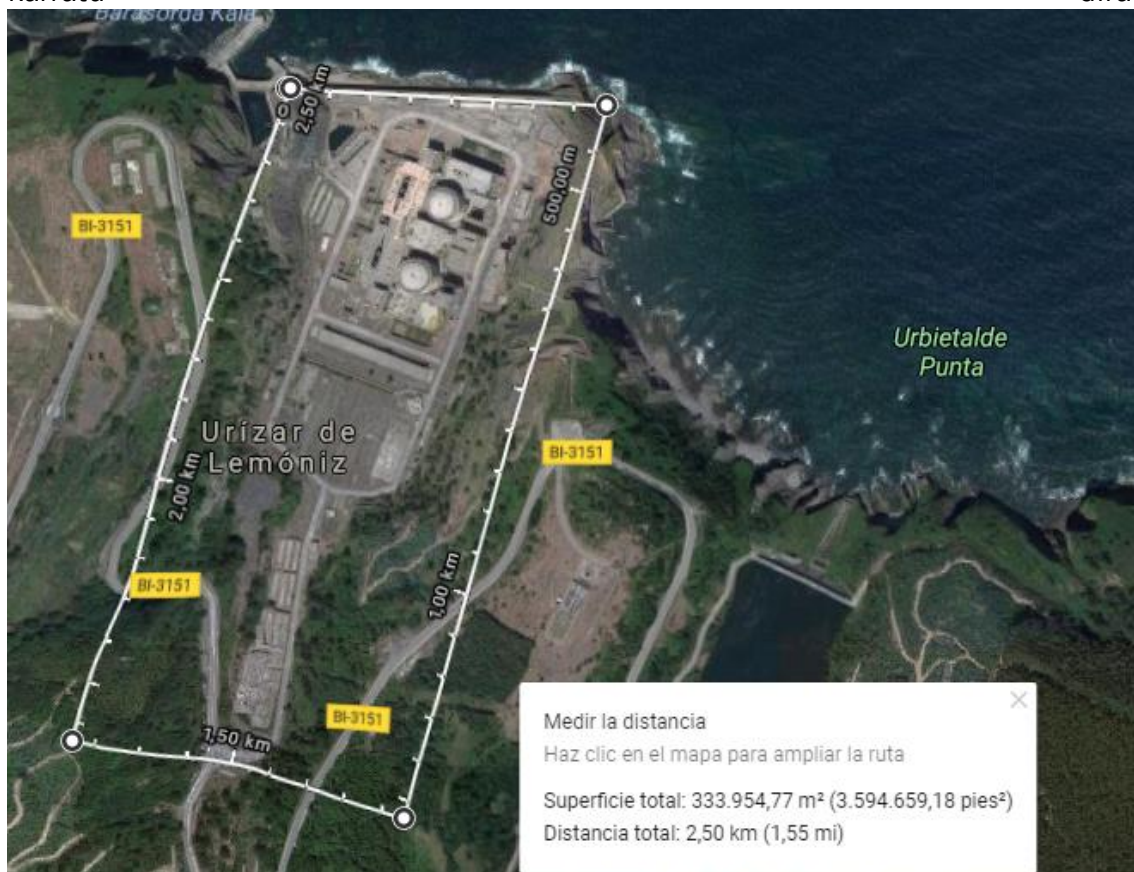 Barasorda Kala
2,50 km
500,00 m
BI-3151
Urbietalde
Punta
Urízar de
Lemóniz
BI-3151
2,00 km
1,00 km
BI-3151
BI-3151
1,50 km
Medir la distancia
Haz clic en el mapa para ampliar la ruta
Superficie total: 333.954,77 m² (3.594.659,18 pies²)
Distancia total: 2,50 km (1,55 mi)